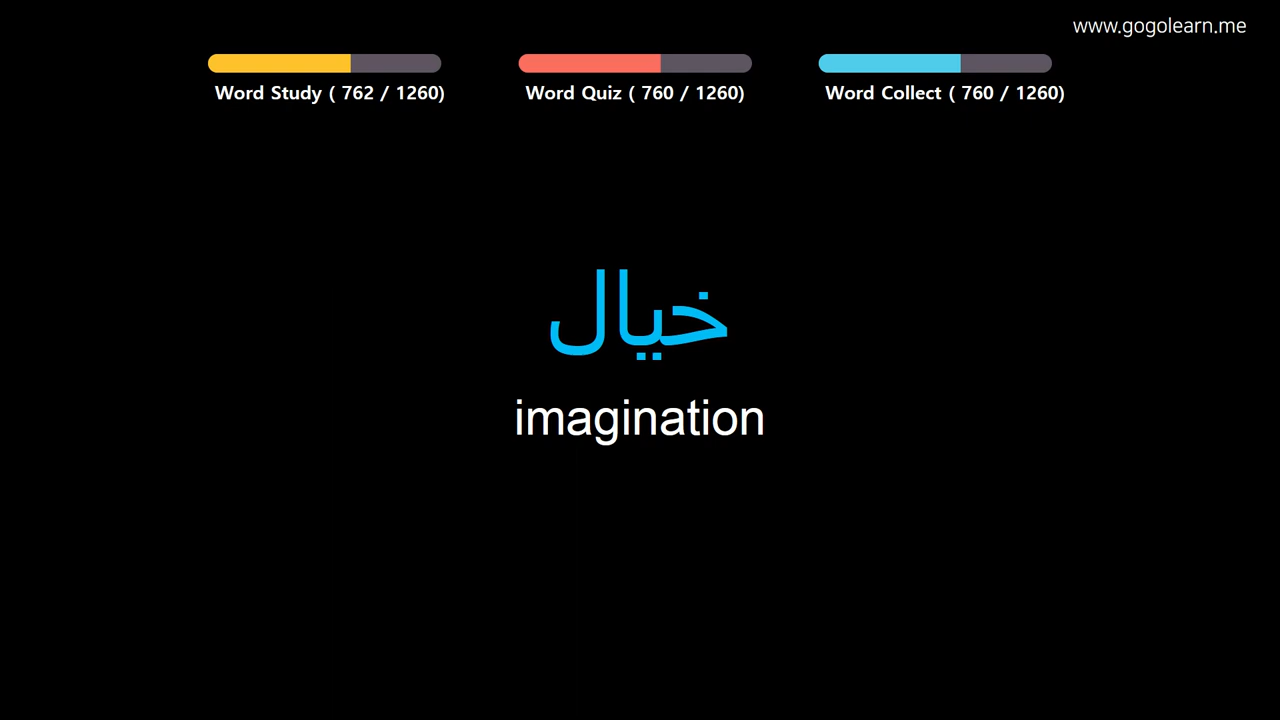 www.gogolearn.me
Word Study ( 762 / 1260)
Word Quiz ( 760 / 1260)
Word Collect ( 760 / 1260)
خيال
imagination